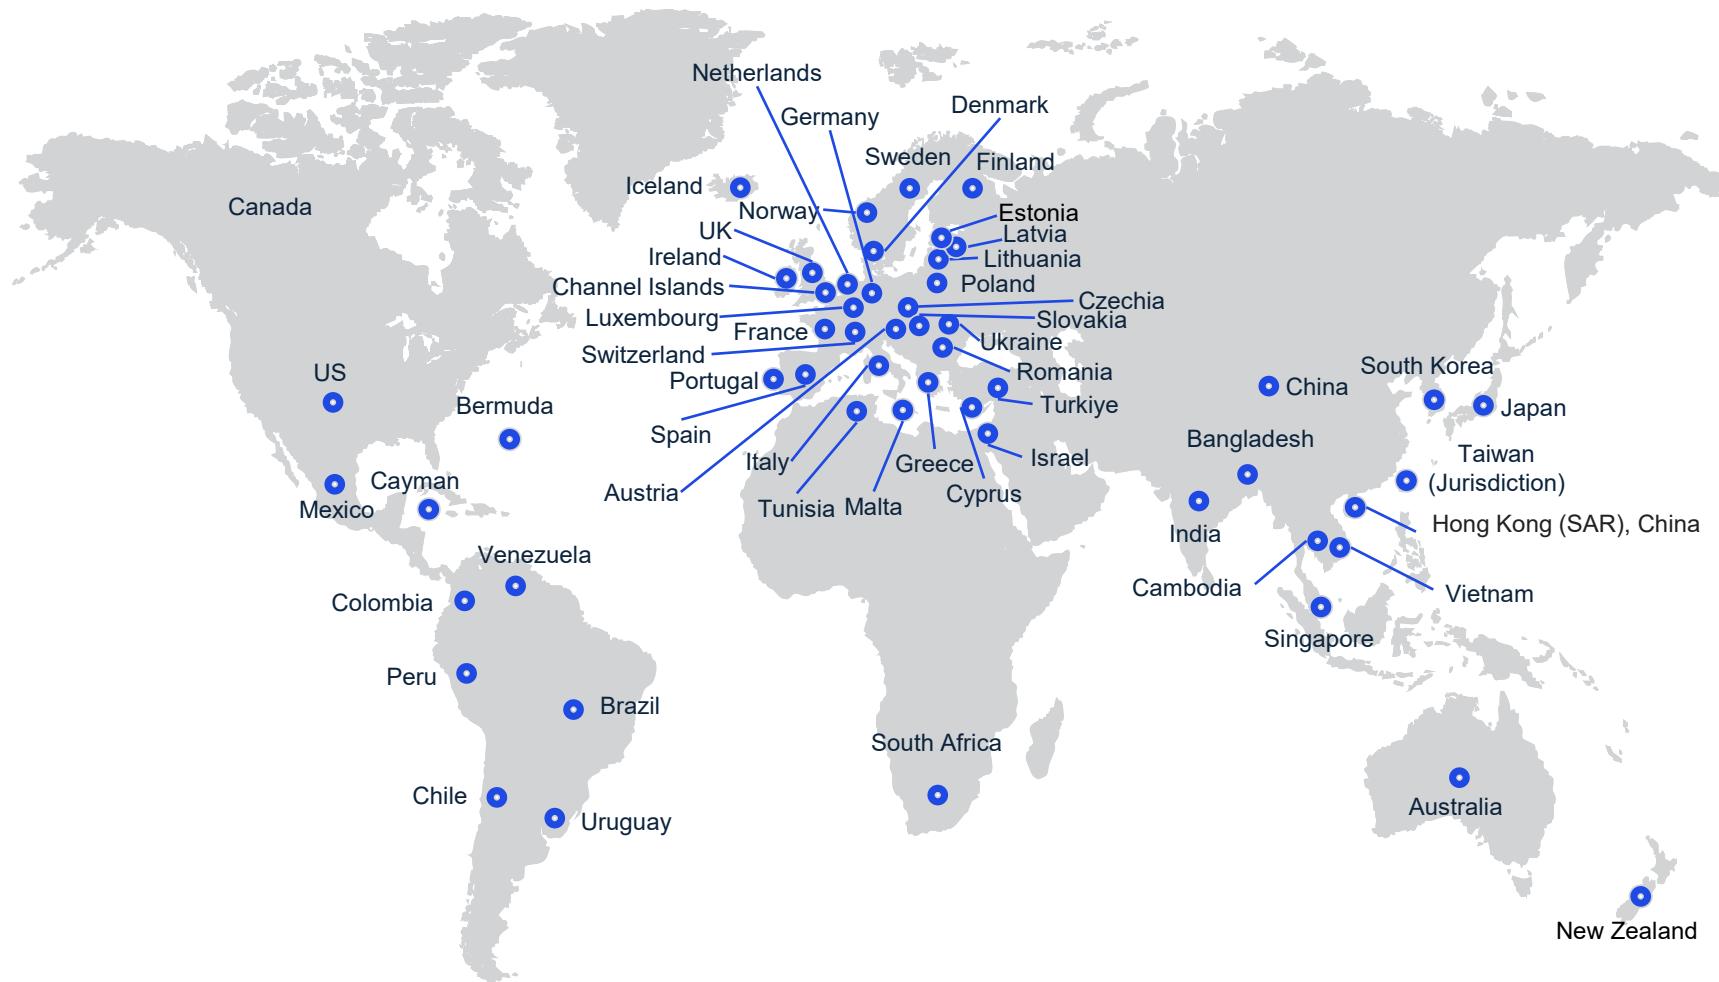 Netherlands
Germany
Denmark
Sweden
Finland
Iceland
Canada
Norway
Estonia
UK
Latvia
Ireland
Lithuania
Channel Islands
Poland
Czechia
Luxembourg
Slovakia
France
Ukraine
Switzerland
South Korea
US
Romania
Portugal
China
Bermuda
Turkiye
Japan
Spain
Bangladesh
Taiwan
(Jurisdiction)
Italy
Greece
Israel
Cayman
Austria
Cyprus
Mexico
Tunisia
Malta
Hong Kong (SAR), China
India
Venezuela
Cambodia
Vietnam
Colombia
Singapore
Peru
Brazil
South Africa
Chile
Australia
Uruguay
New Zealand